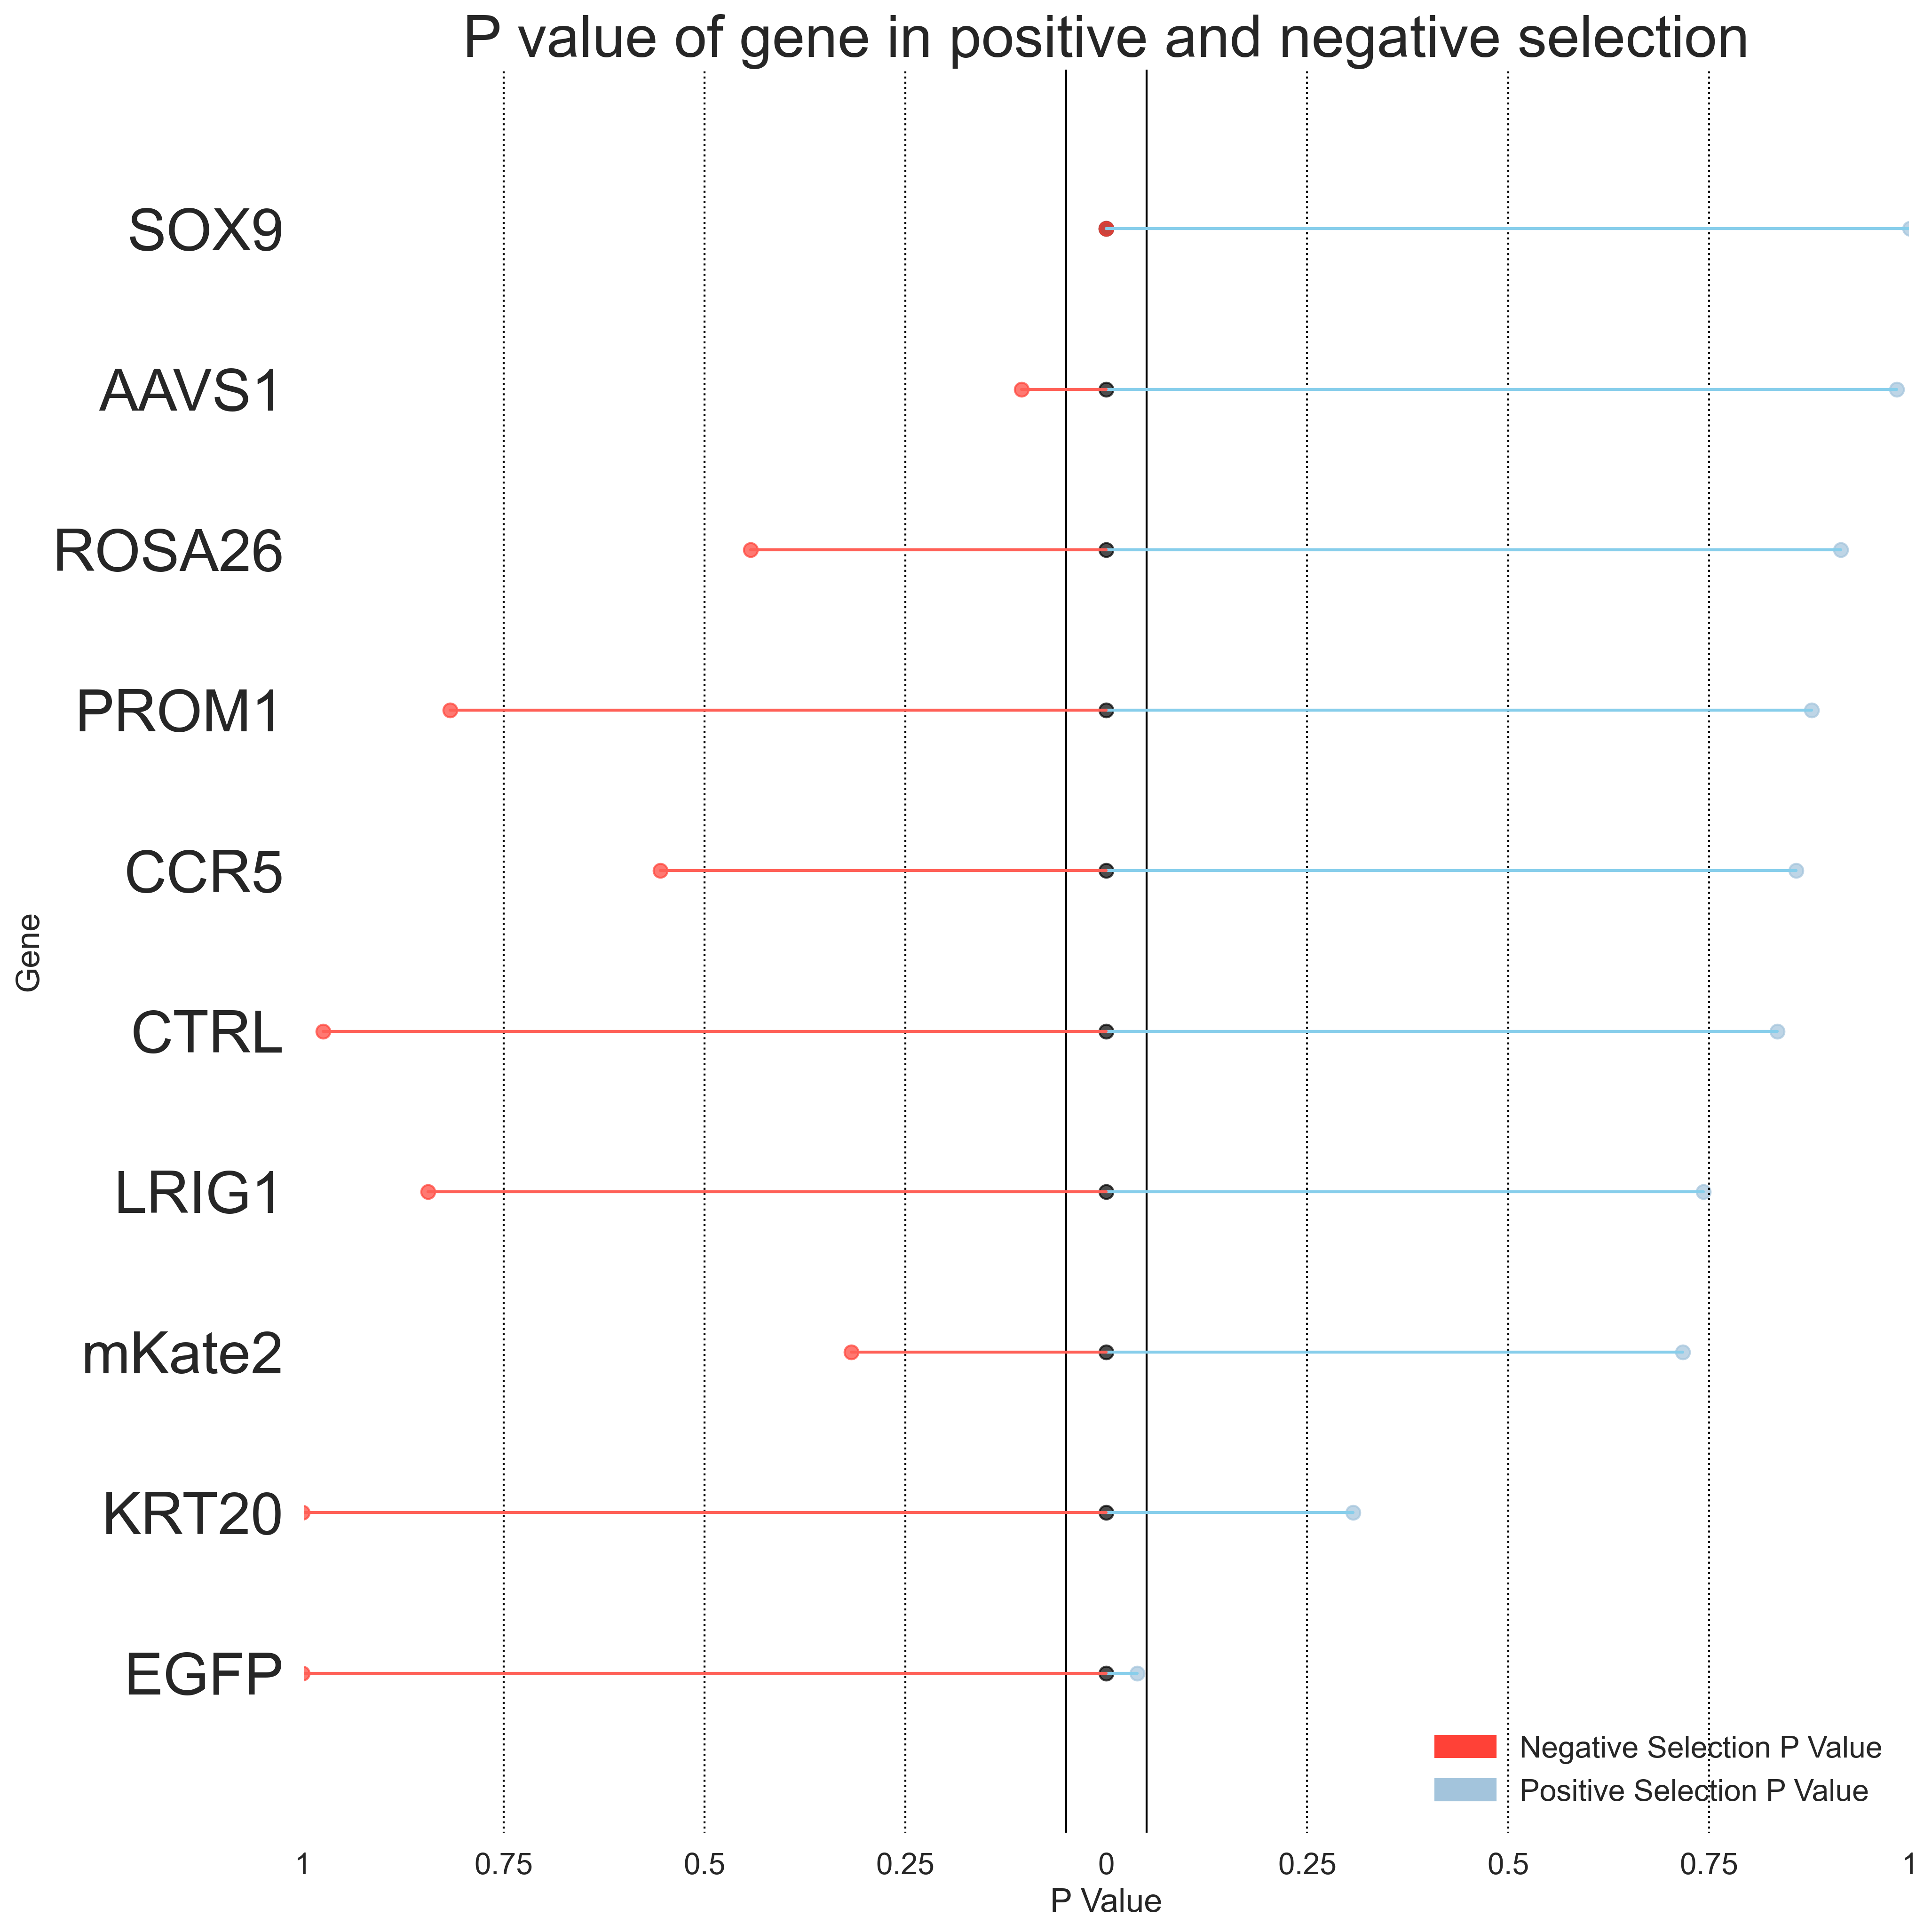 P value of gene in positive and negative selection
SOX9
AAVS1
ROSA26
PROM1
CCR5
Gene
CTRL
LRIG1
mKate2
KRT20
EGFP
Negative Selection P Value
Positive Selection P Value
1 0.75 0.5 0.25 0 0.25 0.5 0.75 1
P Value